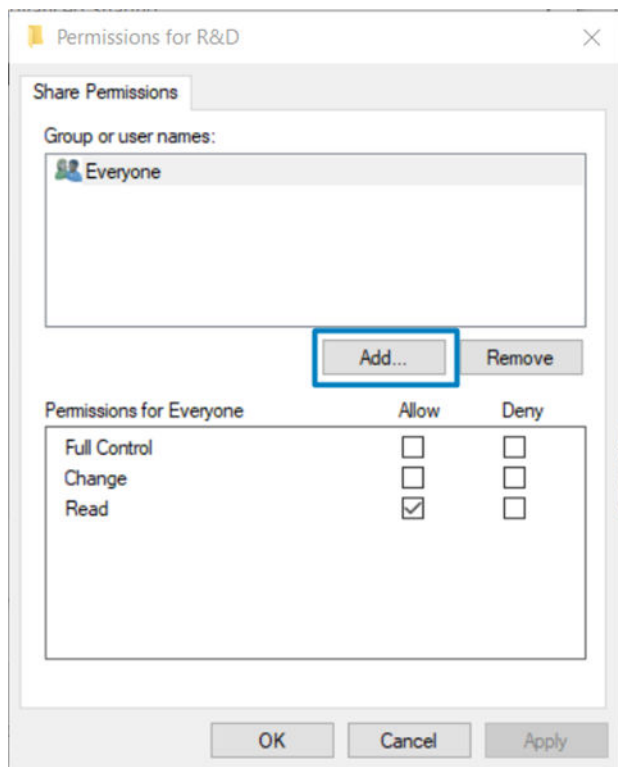 Permissions for R&D
Share Permissions
Group or user names:
Everyone
Add... Remove
Permissions for Everyone Allow Deny
Full Control
Change
Read
OK Cancel Apply